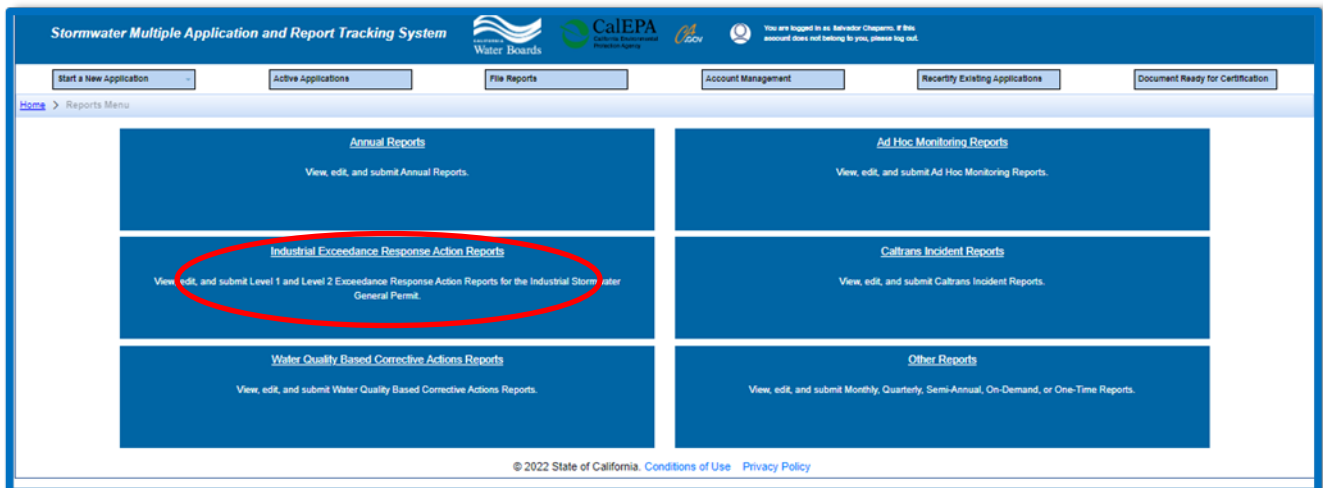 Stormwater Multiple Application and Report Tracking System
CALIFORNIA
Water Boards
CalEPA
California Environmental
Protection Agency
CA.GOV
You are logged in as: Salvador Chaparro. If this
account does not belong to you, please log out.
Start a New Application
Active Applications
File Reports
Account Management
Recertify Existing Applications
Document Ready for Certification
Home > Reports Menu
Annual Reports
View, edit, and submit Annual Reports.
Ad Hoc Monitoring Reports
View, edit, and submit Ad Hoc Monitoring Reports.
Industrial Exceedance Response Action Reports
View, edit, and submit Level 1 and Level 2 Exceedance Response Action Reports for the Industrial Stormwater
General Permit.
Caltrans Incident Reports
View, edit, and submit Caltrans Incident Reports.
Water Quality Based Corrective Actions Reports
View, edit, and submit Water Quality Based Corrective Actions Reports.
Other Reports
View, edit, and submit Monthly, Quarterly, Semi-Annual, On-Demand, or One-Time Reports.
© 2022 State of California. Conditions of Use Privacy Policy